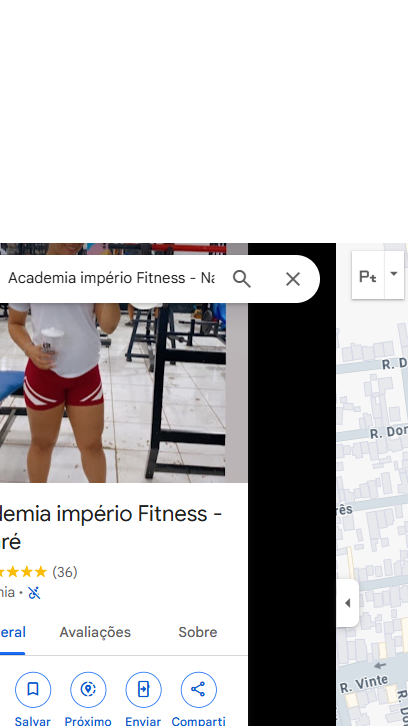 Academia império Fitness - Na
Pt
R. D
R. Dor
rês
R. Vinte
R. D
demia império Fitness -
ré
(36)
nia ·
eral
Avaliações
Sobre
Salvar
Próximo
Enviar
Comparti